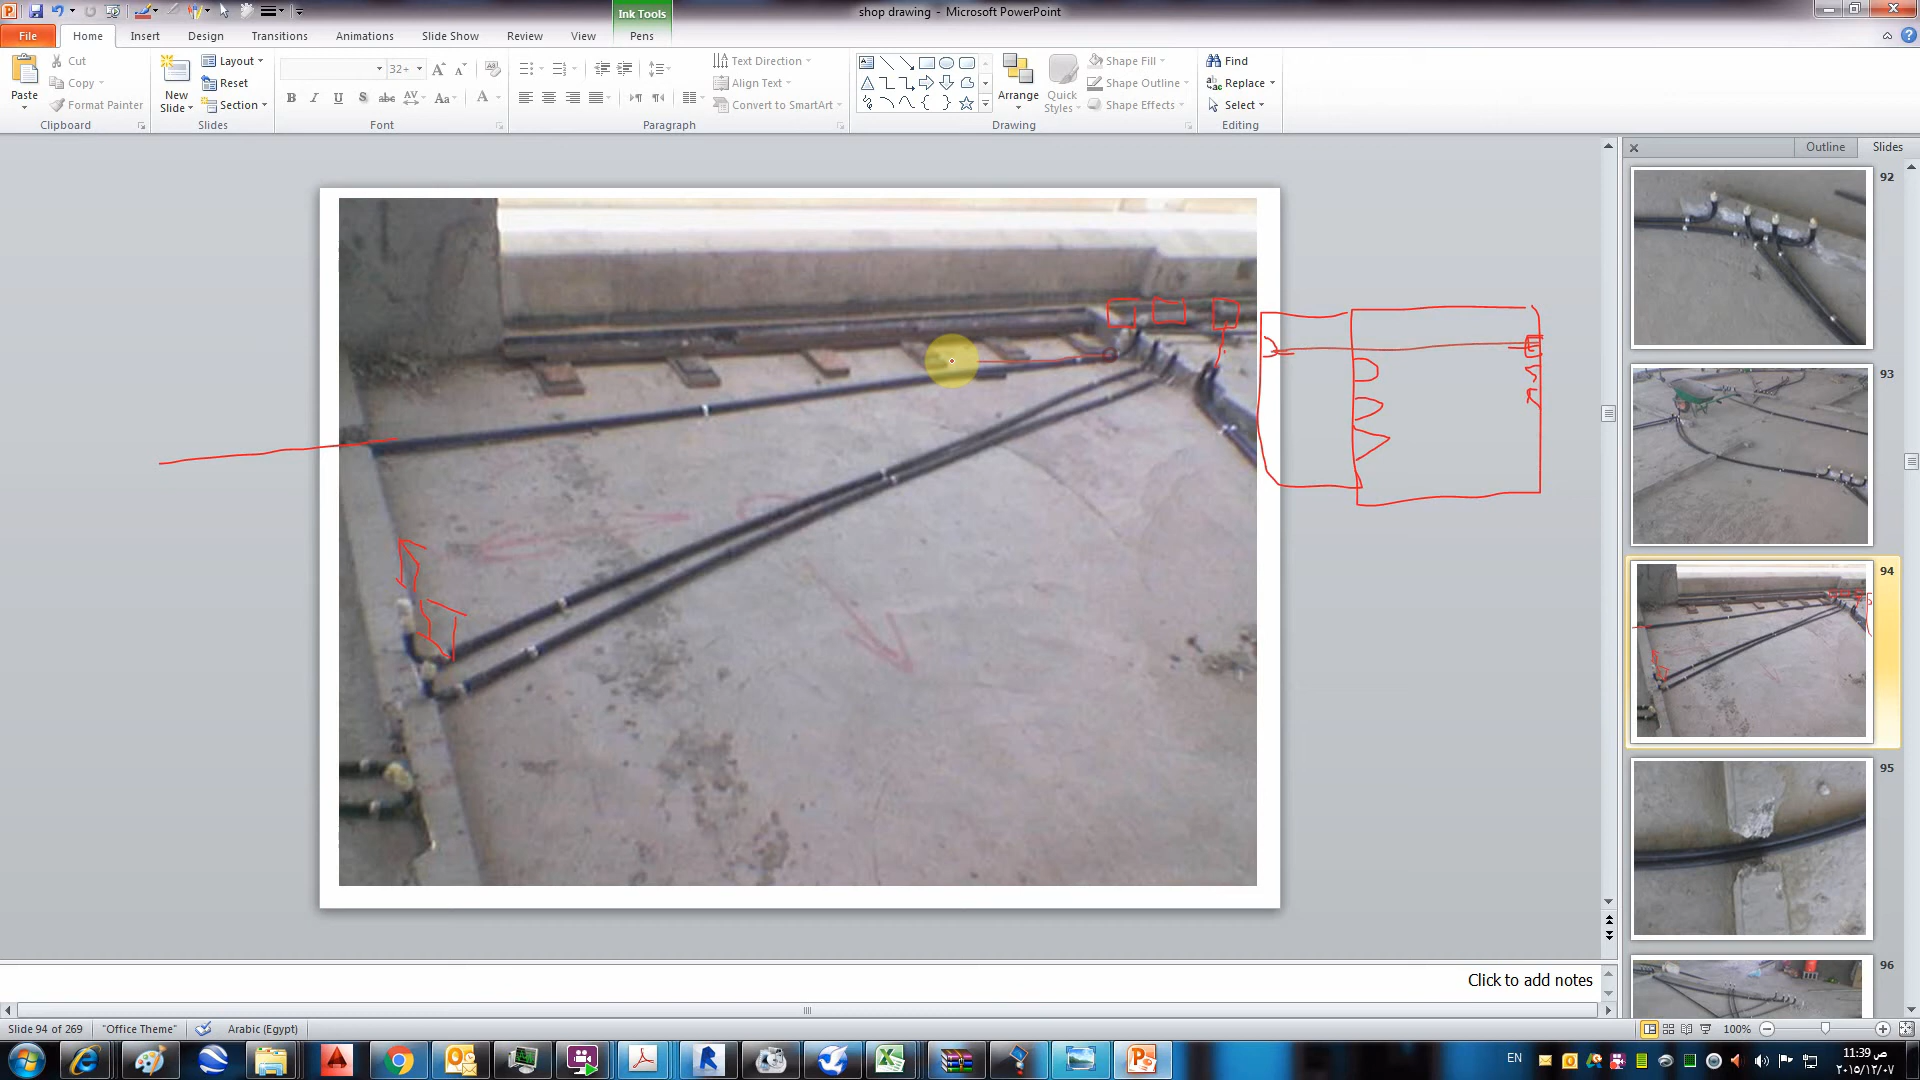 shop drawing - Microsoft PowerPoint
Ink Tools
File
Home
Insert
Design
Transitions
Animations
Slide Show
Review
View
Pens
Paste
Cut
Copy
Format Painter
Clipboard
New
Slide
Layout
Reset
Section
Slides
32+
Font
Text Direction
Align Text
Convert to SmartArt
Paragraph
Arrange
Quick
Styles
Shape Fill
Shape Outline
Shape Effects
Drawing
Find
Replace
Select
Editing
Outline
Slides
92
93
94
95
96
Click to add notes
Slide 94 of 269
"Office Theme"
Arabic (Egypt)
100%
EN
11:39 ص
٢٠١٥/١٢/٠٧